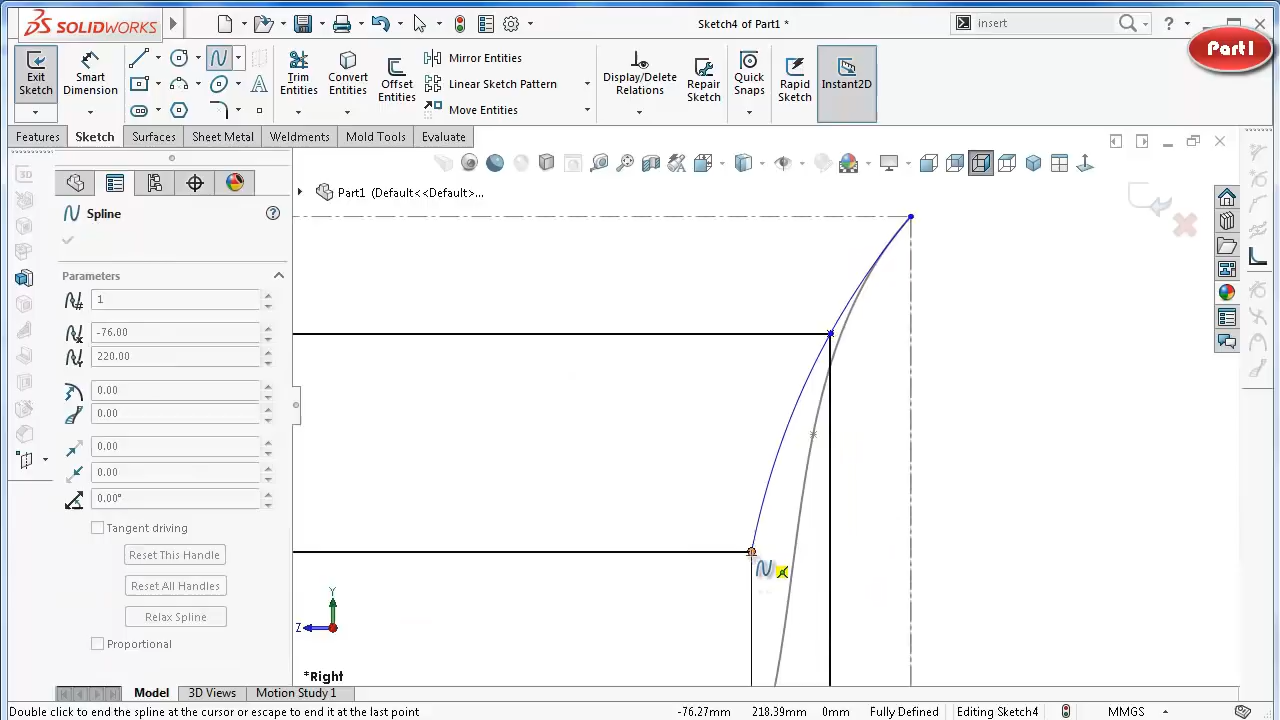 SOLIDWORKS
Sketch4 of Part1 *
insert
?
Part1
Exit Sketch
Smart Dimension
Trim Entities
Convert Entities
Offset Entities
Mirror Entities
Linear Sketch Pattern
Move Entities
Display/Delete Relations
Repair Sketch
Quick Snaps
Rapid Sketch
Instant2D
Features
Sketch
Surfaces
Sheet Metal
Weldments
Mold Tools
Evaluate
Part1 (Default<<Default>...
Spline
?
Parameters
1
-76.00
220.00
0.00
0.00
0.00
0.00
0.00°
Tangent driving
Reset This Handle
Reset All Handles
Relax Spline
Proportional
Y
Z
*Right
Model
3D Views
Motion Study 1
Double click to end the spline at the cursor or escape to end it at the last point
-76.27mm
218.39mm
0mm
Fully Defined
Editing Sketch4
MMGS